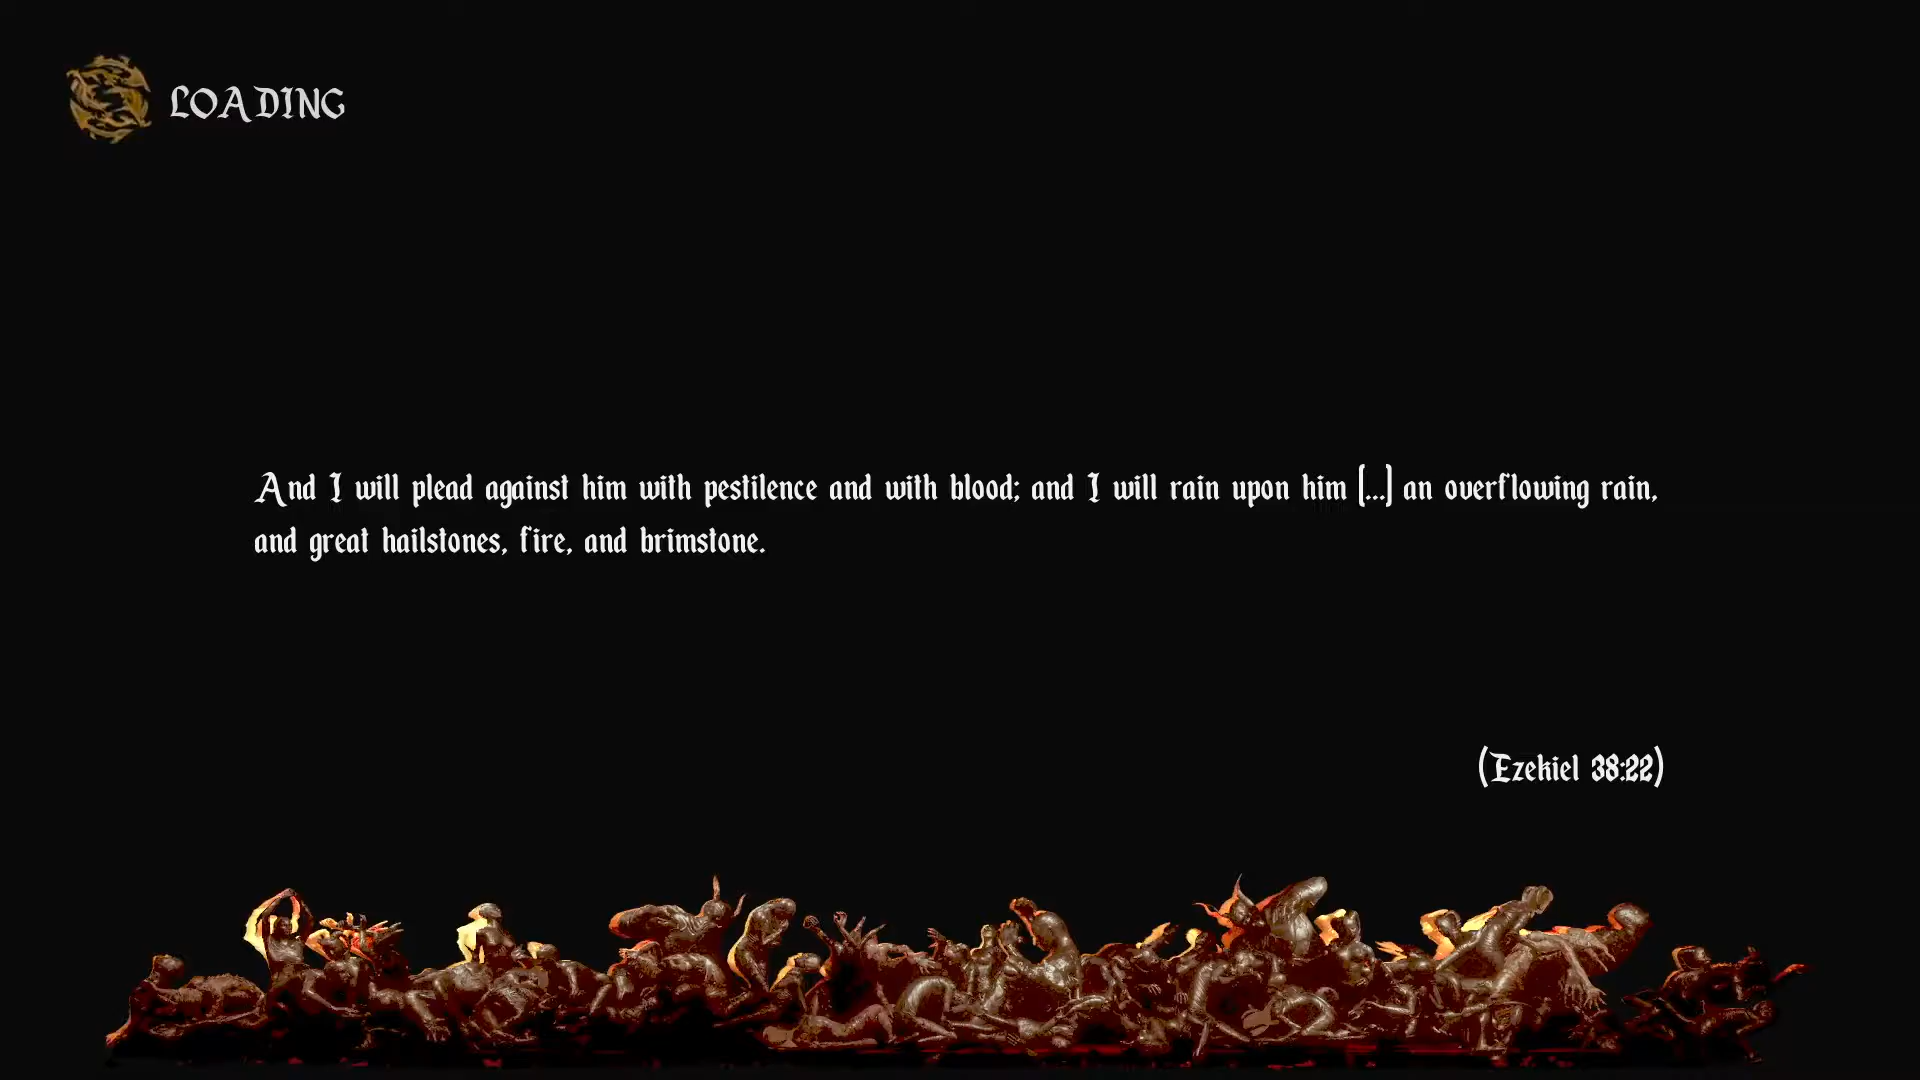 LOADING
And I will plead against him with pestilence and with blood; and I will rain upon him [...] an overflowing rain,
and great hailstones, fire, and brimstone.
(Ezekiel 38:22)